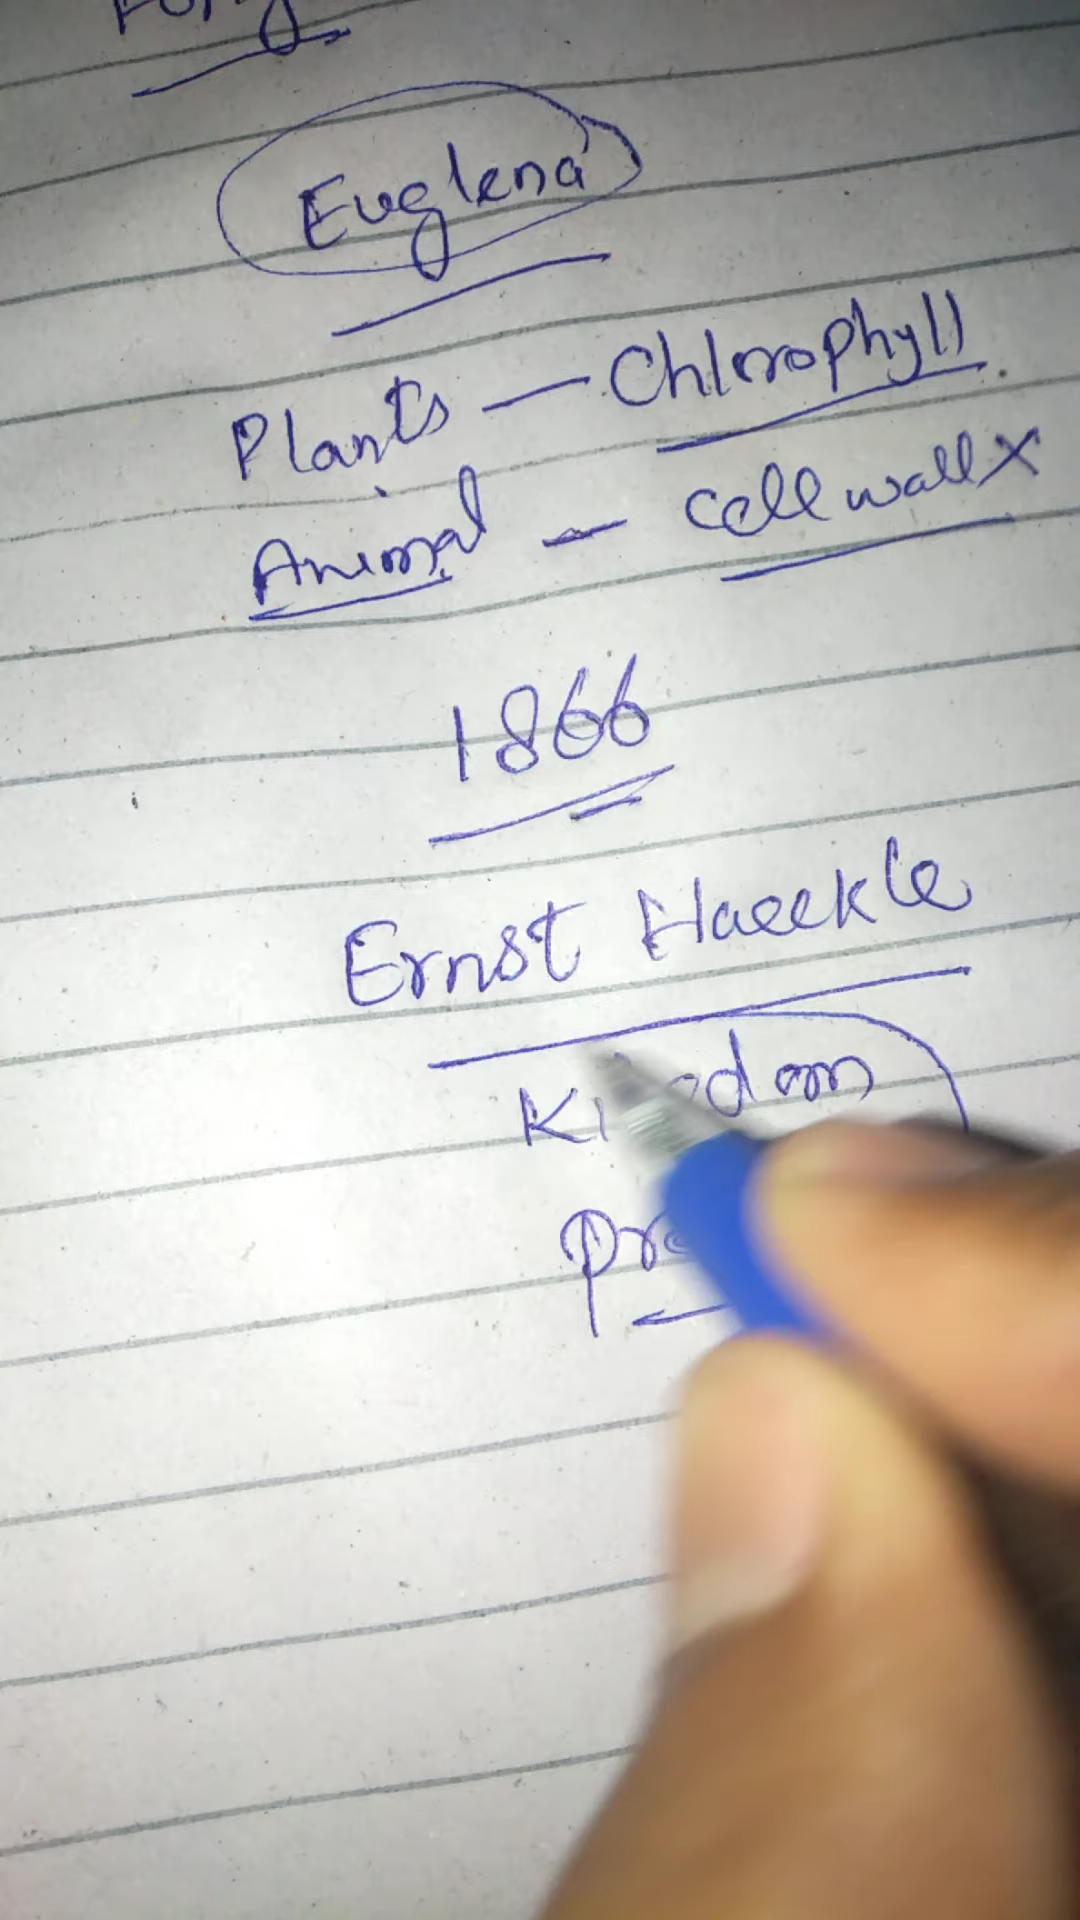 Euglena
Plants - Chlorophyll
Animal - cell wall X
1866
Ernst Haeckle